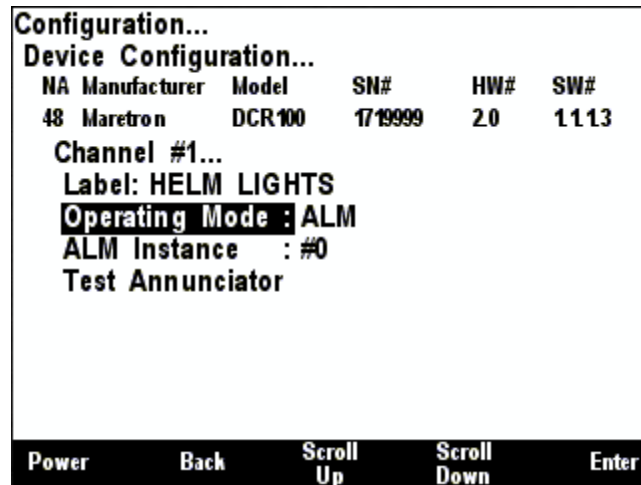 Configuration...
Device Configuration...
NA Manufacturer Model SN# HW# SW#
48 Maretron DCR100 1719999 2.0 1.1.1.3
Channel #1...
Label: HELM LIGHTS
Operating Mode : ALM
ALM Instance : #0
Test Annunciator
Power Back Scroll Up Scroll Down Enter